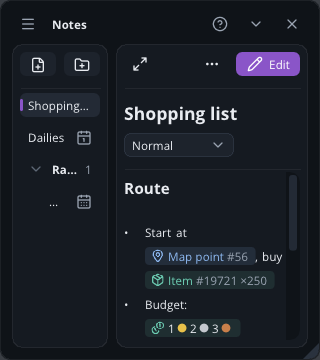 Notes
Shopping...
Dailies
Ra... 1
...
Edit
Shopping list
Normal
Route
• Start at
Map point #56 , buy
Item #19721 ×250
• Budget:
1 2 3